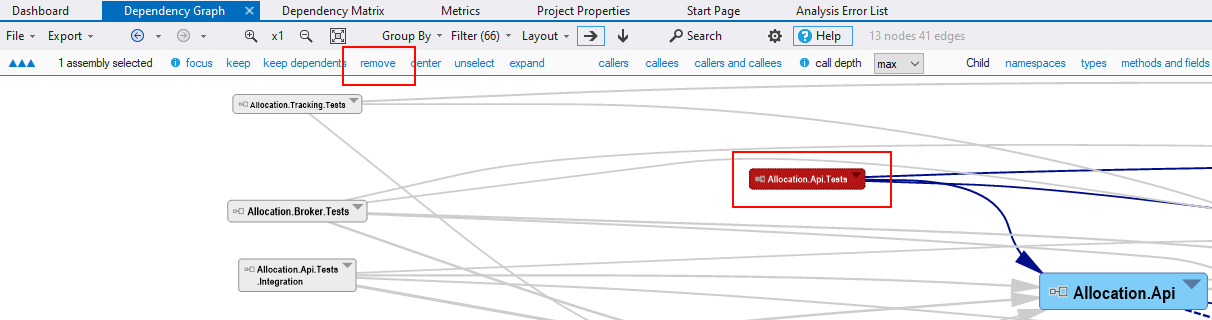 Dashboard Dependency Graph Dependency Matrix Metrics Project Properties Start Page Analysis Error List
File Export x1 Group By Filter (66) Layout Search Help 13 nodes 41 edges
1 assembly selected focus keep keep dependents remove center unselect expand callers callees callers and callees call depth max Child namespaces types methods and fields
Allocation.Tracking.Tests
Allocation.Api.Tests
Allocation.Broker.Tests
Allocation.Api.Tests
.Integration
Allocation.Api